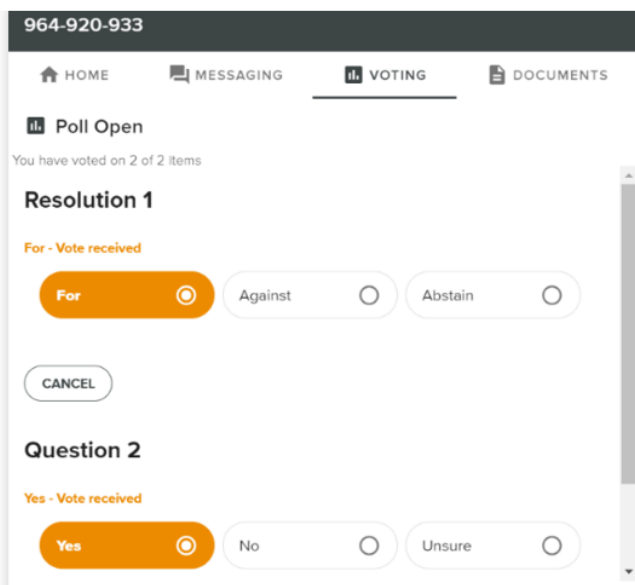 964-920-933
HOME MESSAGING VOTING DOCUMENTS
Poll Open
You have voted on 2 of 2 items
Resolution 1
For - Vote received
For Against Abstain
CANCEL
Question 2
Yes - Vote received
Yes No Unsure